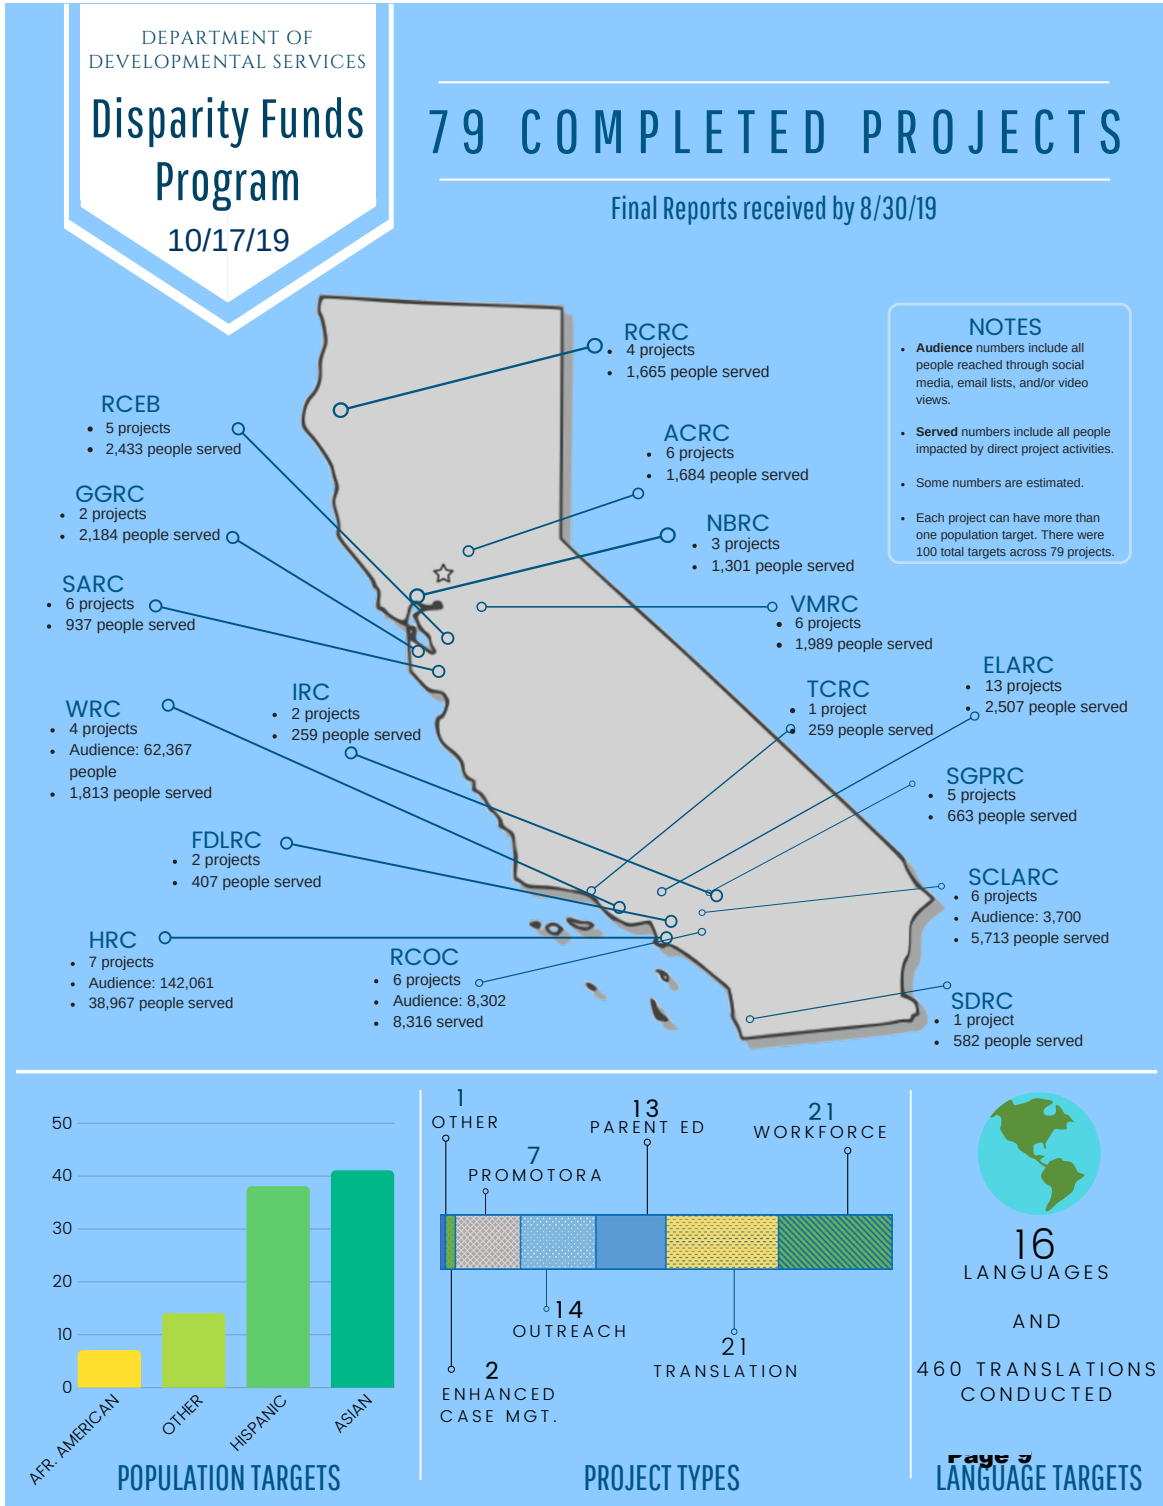 DEPARTMENT OF
DEVELOPMENTAL SERVICES
Disparity Funds
Program
10/17/19
79 COMPLETED PROJECTS
Final Reports received by 8/30/19
NOTES
• Audience numbers include all
people reached through social
media, email lists, and/or video
views.
• Served numbers include all people
impacted by direct project activities.
• Some numbers are estimated.
• Each project can have more than
one population target. There were
100 total targets across 79 projects.
RCRC
• 4 projects
• 1,665 people served
RCEB
• 5 projects
• 2,433 people served
ACRC
• 6 projects
• 1,684 people served
GGRC
• 2 projects
• 2,184 people served
NBRC
• 3 projects
• 1,301 people served
SARC
• 6 projects
• 937 people served
VMRC
• 6 projects
• 1,989 people served
ELARC
• 13 projects
• 2,507 people served
IRC
• 2 projects
• 259 people served
TCRC
• 1 project
• 259 people served
WRC
• 4 projects
• Audience: 62,367
people
• 1,813 people served
SGPRC
• 5 projects
• 663 people served
FDLRC
• 2 projects
• 407 people served
SCLARC
• 6 projects
• Audience: 3,700
• 5,713 people served
HRC
• 7 projects
• Audience: 142,061
• 38,967 people served
RCOC
• 6 projects
• Audience: 8,302
• 8,316 served
SDRC
• 1 project
• 582 people served
50
40
30
20
10
0
AFR. AMERICAN
OTHER
HISPANIC
ASIAN
POPULATION TARGETS
1
OTHER
7
PROMOTORA
13
PARENT ED
21
WORKFORCE
14
OUTREACH
21
TRANSLATION
2
ENHANCED
CASE MGT.
PROJECT TYPES
16
LANGUAGES
AND
460 TRANSLATIONS
CONDUCTED
Page 9
LANGUAGE TARGETS